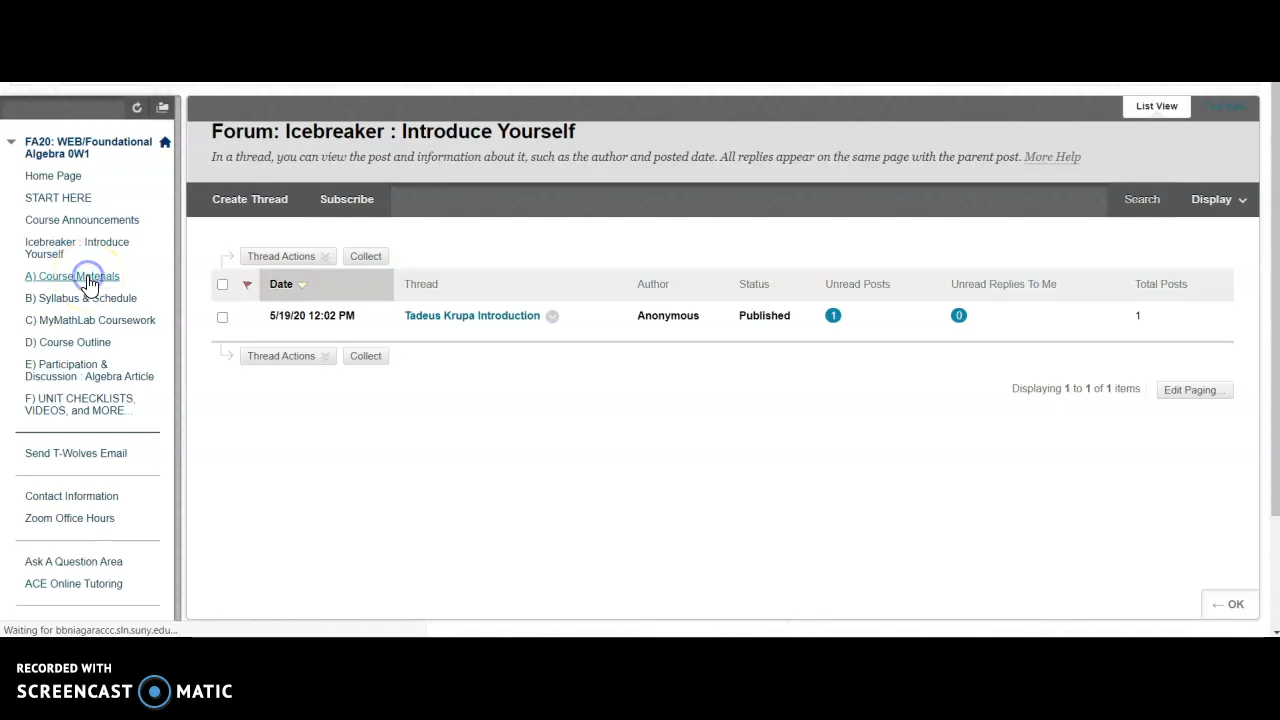 List View
FA20: WEB/Foundational
Algebra 0W1
Home Page
START HERE
Course Announcements
Icebreaker : Introduce
Yourself
A) Course Materials
B) Syllabus & Schedule
C) MyMathLab Coursework
D) Course Outline
E) Participation &
Discussion : Algebra Article
F) UNIT CHECKLISTS,
VIDEOS, and MORE...
Send T-Wolves Email
Contact Information
Zoom Office Hours
Ask A Question Area
ACE Online Tutoring
Forum: Icebreaker : Introduce Yourself
In a thread, you can view the post and information about it, such as the author and posted date. All replies appear on the same page with the parent post. More Help
Create Thread Subscribe Search Display
Thread Actions Collect
Date Thread Author Status Unread Posts Unread Replies To Me Total Posts
5/19/20 12:02 PM Tadeus Krupa Introduction Anonymous Published 1 0 1
Thread Actions Collect
Displaying 1 to 1 of 1 items Edit Paging...
← OK
Waiting for bbniagaraccc.sln.suny.edu...
RECORDED WITH
SCREENCAST MATIC